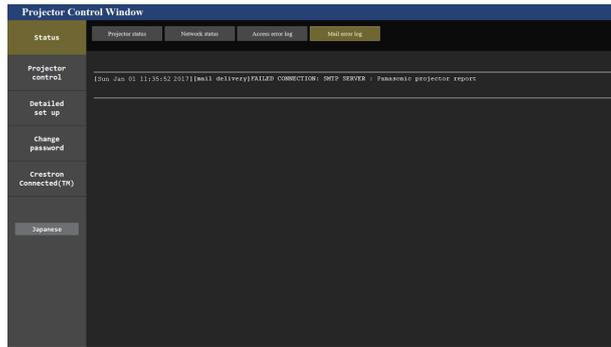 Projector Control Window
Status
Projector status
Network status
Access error log
Mail error log
[Sun Jan 01 11:35:52 2017][mail delivery]FAILED CONNECTION: SMTP SERVER : Panasonic projector report
Projector
control
Detailed
set up
Change
password
Crestron
Connected(TM)
Japanese